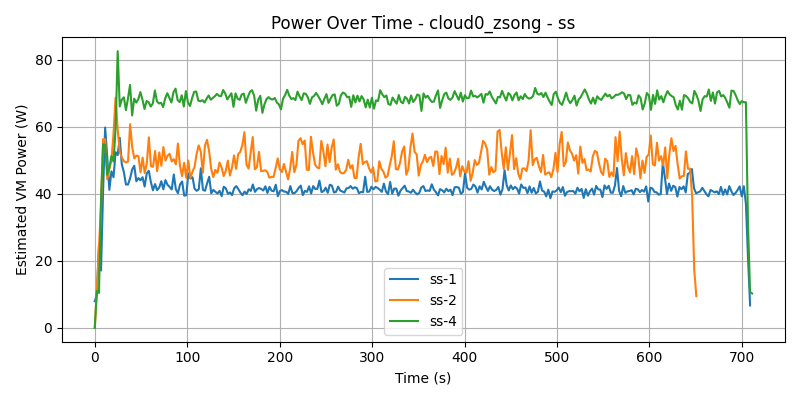 Power Over Time - cloud0_zsong - ss
Estimated VM Power (W)
80
60
40
20
0
0 100 200 300 400 500 600 700
Time (s)
ss-1
ss-2
ss-4